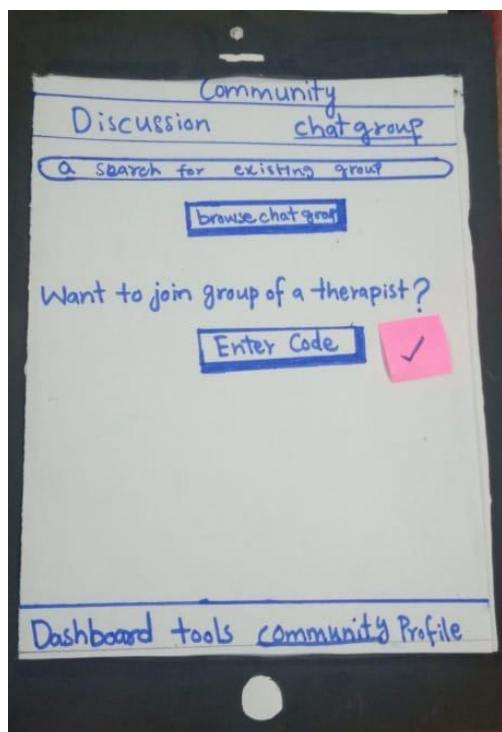 Community
Discussion chat group
Search for existing group
browse chat group
Want to join group of a therapist?
Enter Code
Dashboard tools community Profile